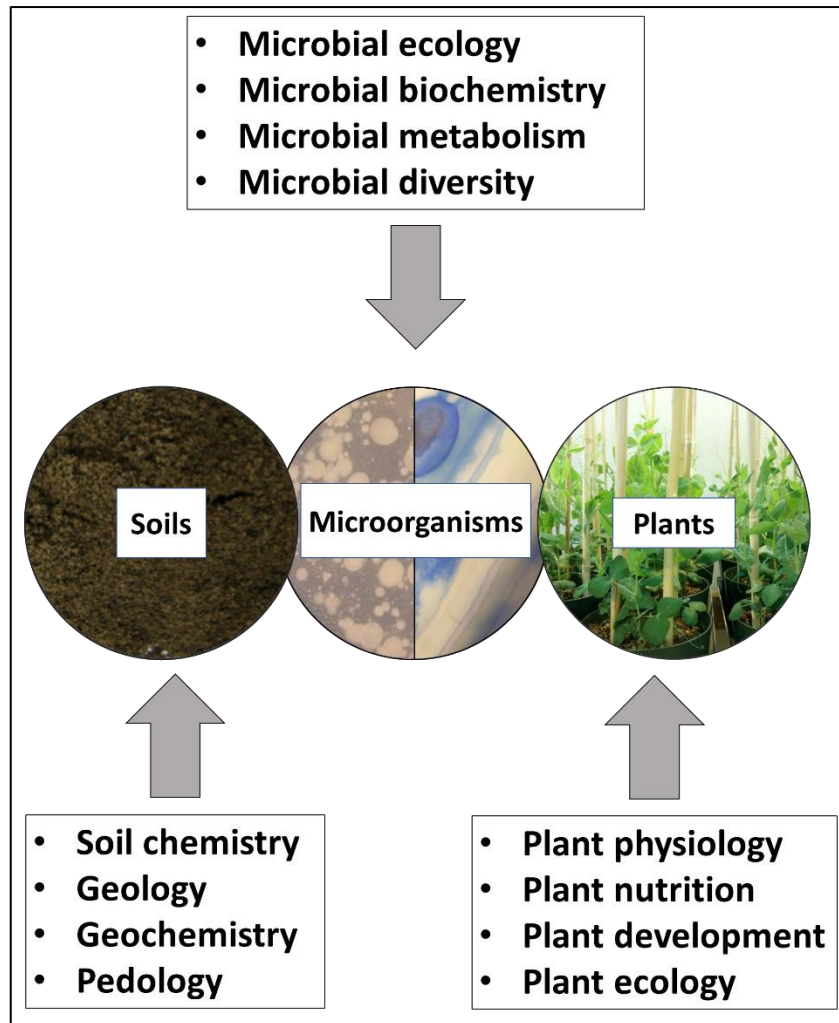 • Microbial ecology
• Microbial biochemistry
• Microbial metabolism
• Microbial diversity
Soils
Microorganisms
Plants
• Soil chemistry
• Geology
• Geochemistry
• Pedology
• Plant physiology
• Plant nutrition
• Plant development
• Plant ecology